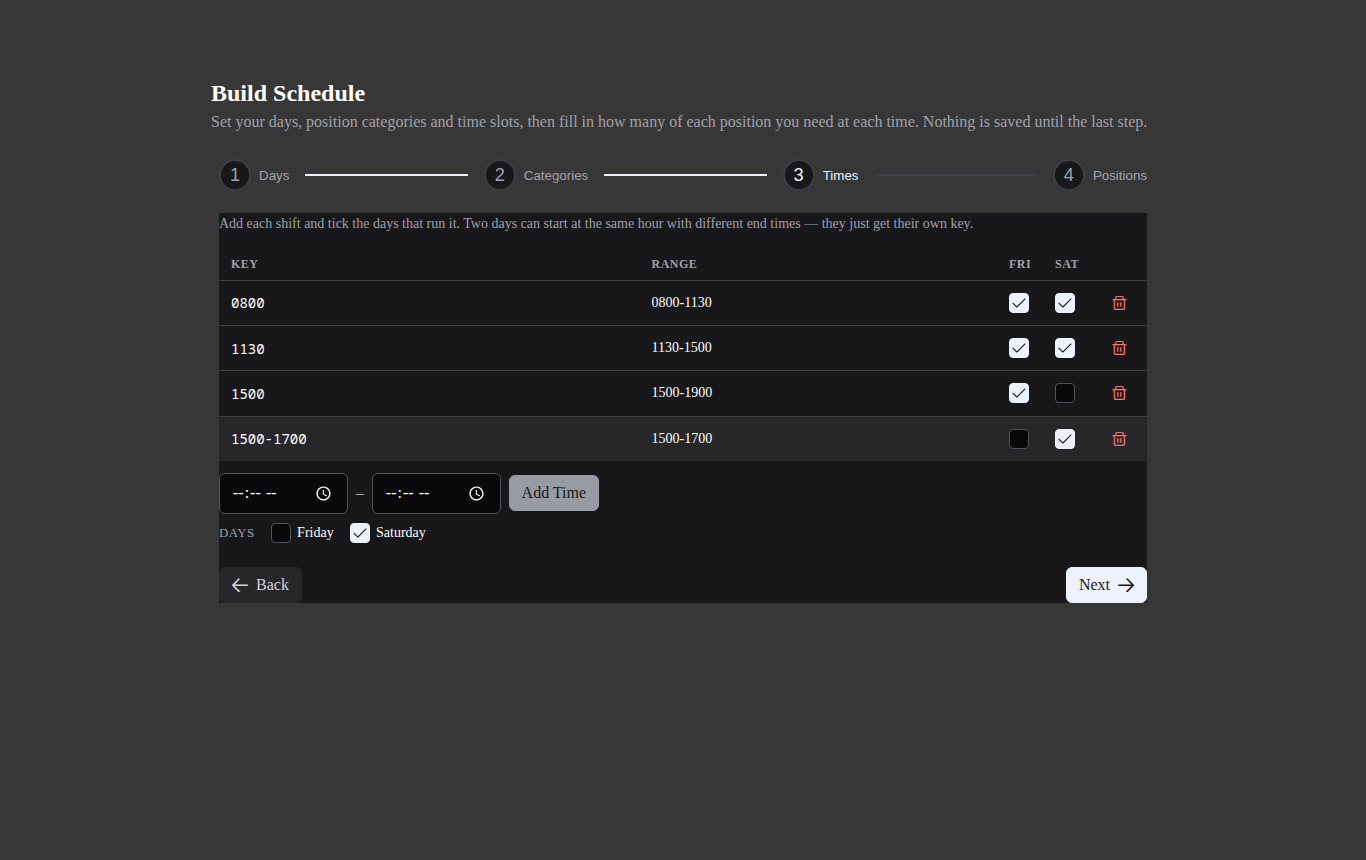 Build Schedule
Set your days, position categories and time slots, then fill in how many of each position you need at each time. Nothing is saved until the last step.
1 Days 2 Categories 3 Times 4 Positions
Add each shift and tick the days that run it. Two days can start at the same hour with different end times — they just get their own key.
KEY RANGE FRI SAT
0800 0800-1130
1130 1130-1500
1500 1500-1900
1500-1700 1500-1700
--:-- -- – --:-- -- Add Time
DAYS Friday Saturday
Back Next